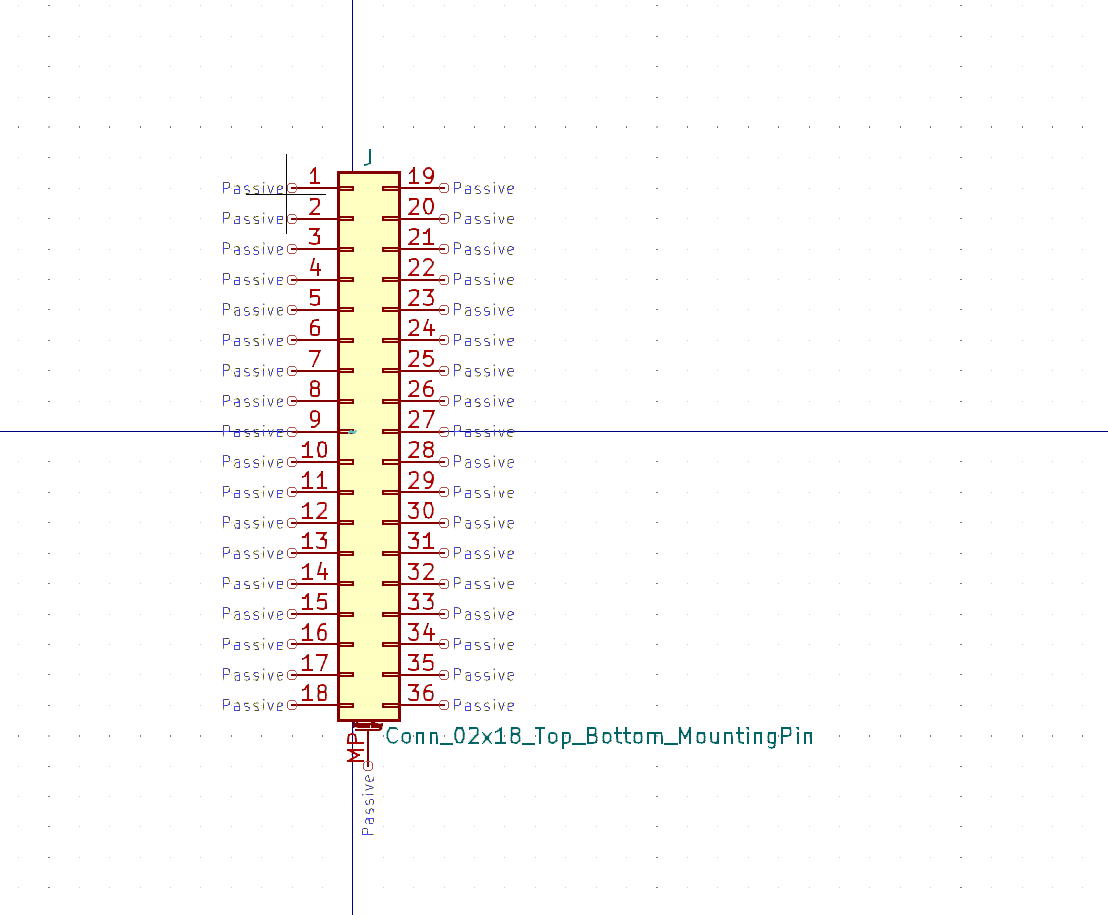 J
Passive 1 19 Passive
Passive 2 20 Passive
Passive 3 21 Passive
Passive 4 22 Passive
Passive 5 23 Passive
Passive 6 24 Passive
Passive 7 25 Passive
Passive 8 26 Passive
Passive 9 27 Passive
Passive 10 28 Passive
Passive 11 29 Passive
Passive 12 30 Passive
Passive 13 31 Passive
Passive 14 32 Passive
Passive 15 33 Passive
Passive 16 34 Passive
Passive 17 35 Passive
Passive 18 36 Passive
MP Conn_02x18_Top_Bottom_MountingPin
Passive